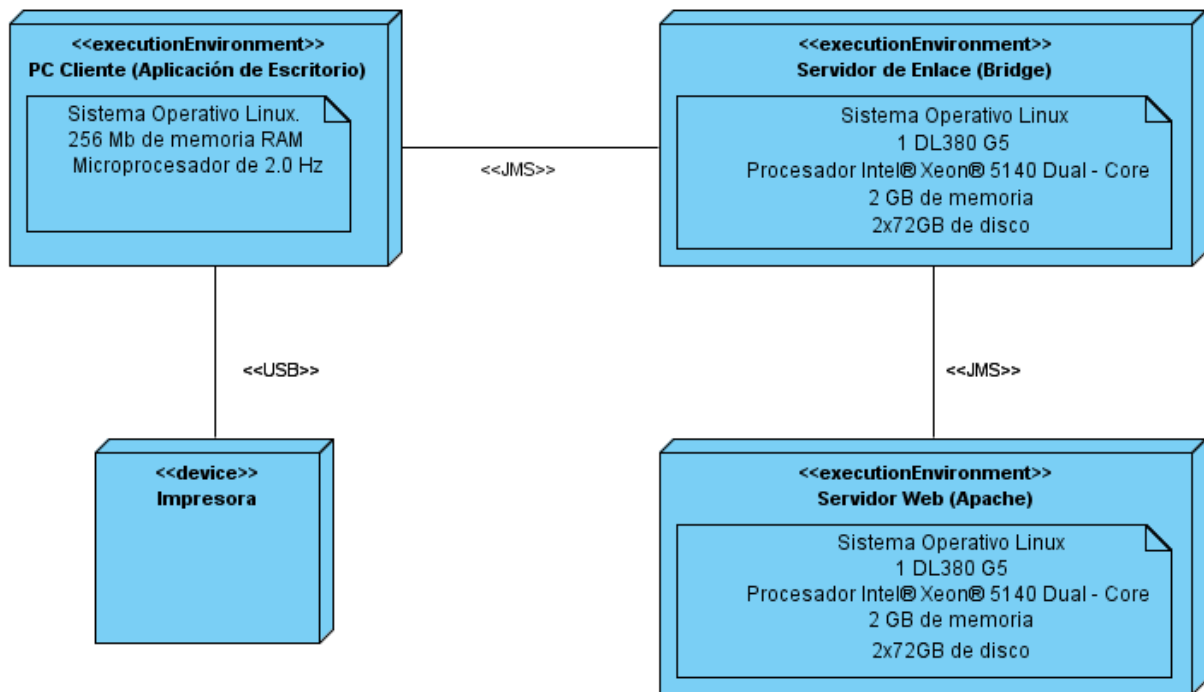 <<executionEnvironment>>
PC Cliente (Aplicación de Escritorio)
Sistema Operativo Linux.
256 Mb de memoria RAM
Microprocesador de 2.0 Hz
<<JMS>>
<<executionEnvironment>>
Servidor de Enlace (Bridge)
Sistema Operativo Linux
1 DL380 G5
Procesador Intel® Xeon® 5140 Dual - Core
2 GB de memoria
2x72GB de disco
<<USB>>
<<JMS>>
<<device>>
Impresora
<<executionEnvironment>>
Servidor Web (Apache)
Sistema Operativo Linux
1 DL380 G5
Procesador Intel® Xeon® 5140 Dual - Core
2 GB de memoria
2x72GB de disco